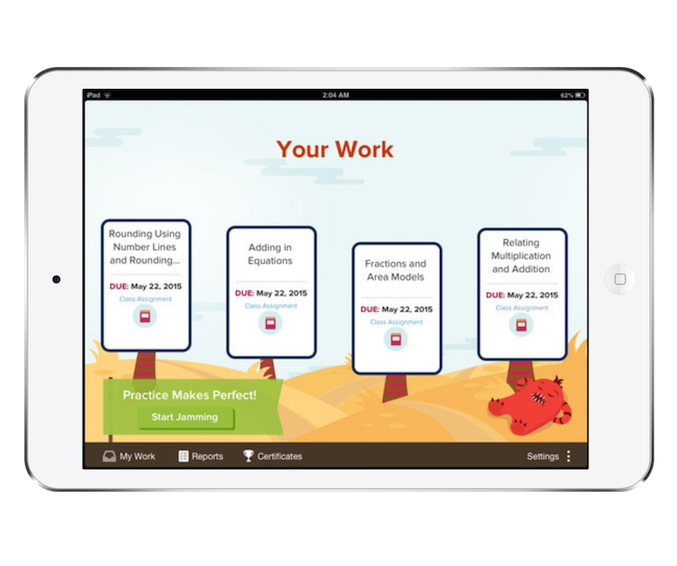 iPad
2:04 AM
62%
Your Work
Rounding Using
Number Lines
and Rounding...
DUE: May 22, 2015
Class Assignment
Adding in
Equations
DUE: May 22, 2015
Class Assignment
Fractions and
Area Models
DUE: May 22, 2015
Class Assignment
Relating
Multiplication
and Addition
DUE: May 22, 2015
Class Assignment
Practice Makes Perfect!
Start Jamming
My Work
Reports
Certificates
Settings